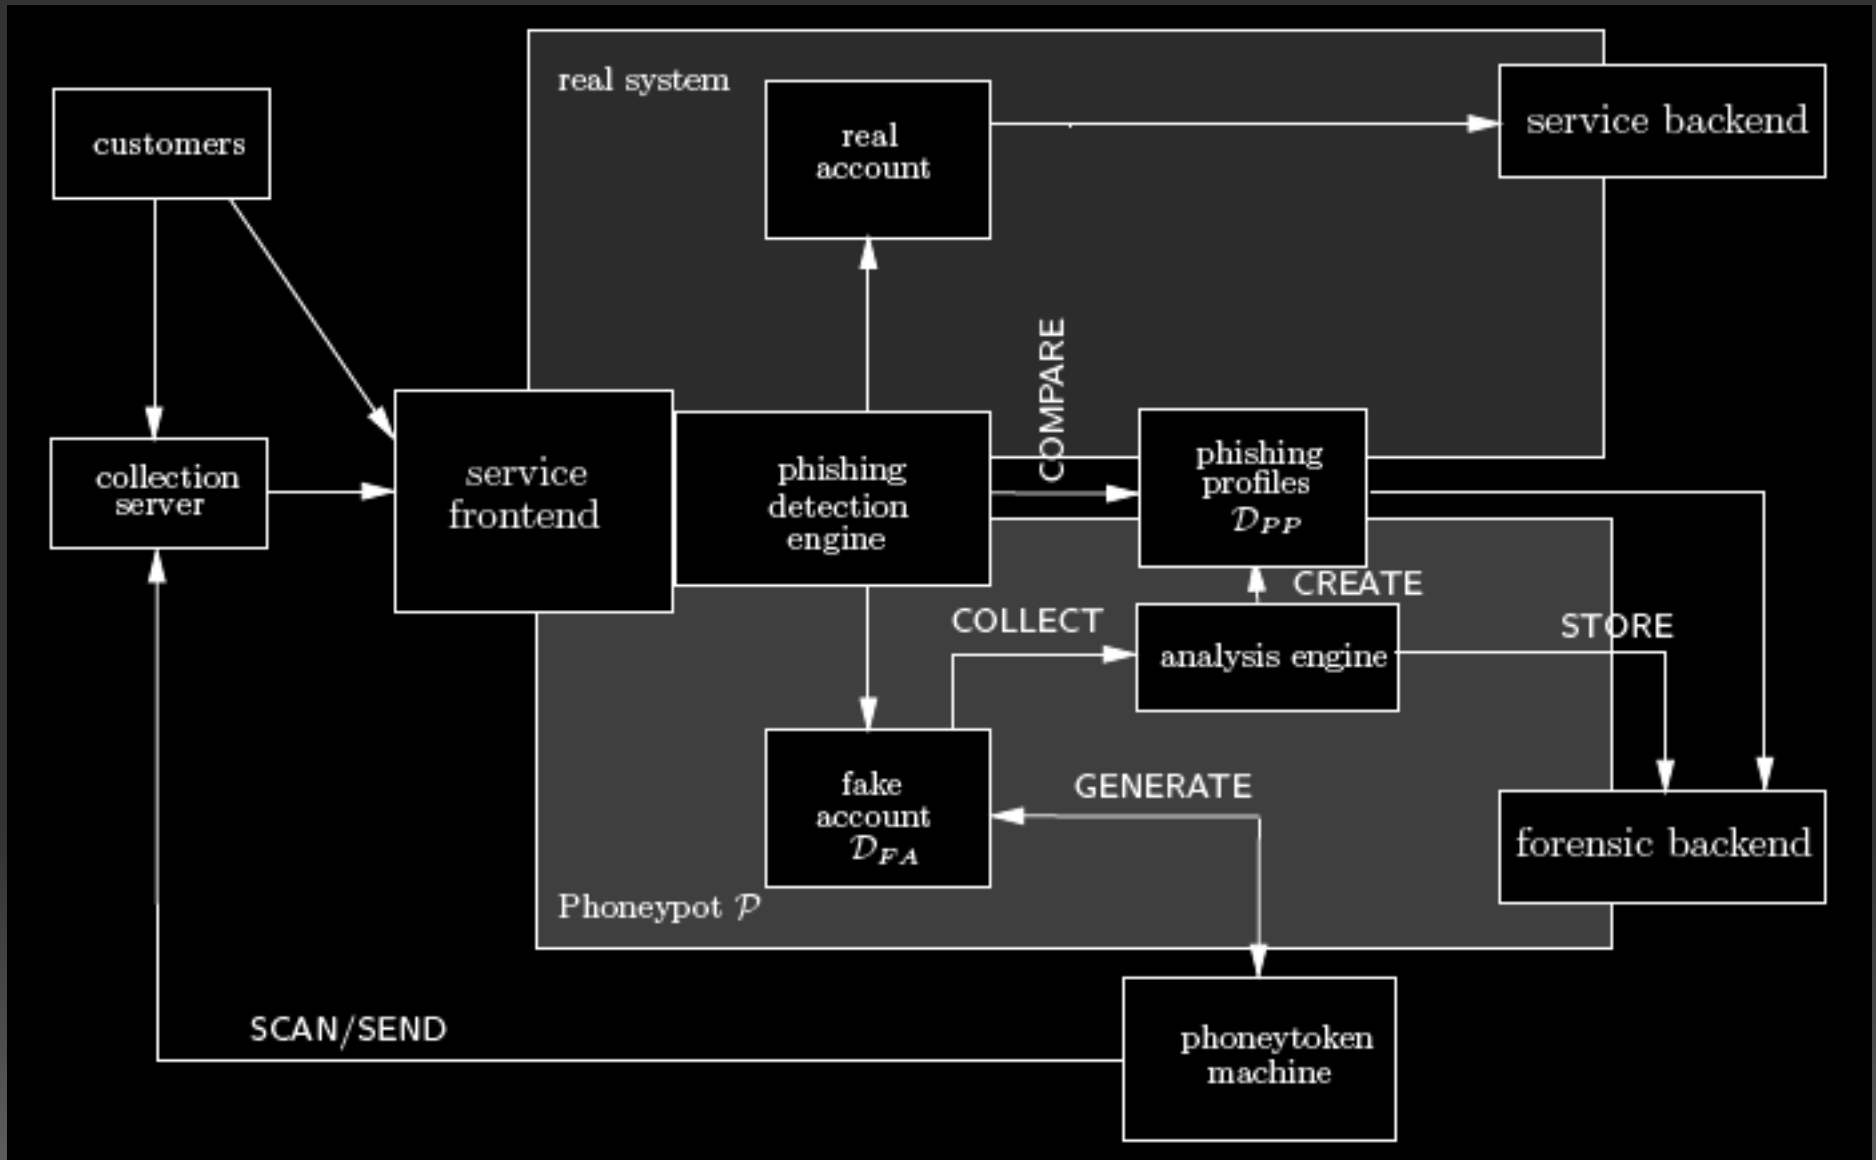 real system
customers
real
account
service backend
COMPARE
collection
server
service
frontend
phishing
detection
engine
phishing
profiles
𝒟PP
CREATE
COLLECT
STORE
analysis engine
GENERATE
fake
account
𝒟FA
forensic backend
Phoneypot 𝒫
SCAN/SEND
phoneytoken
machine